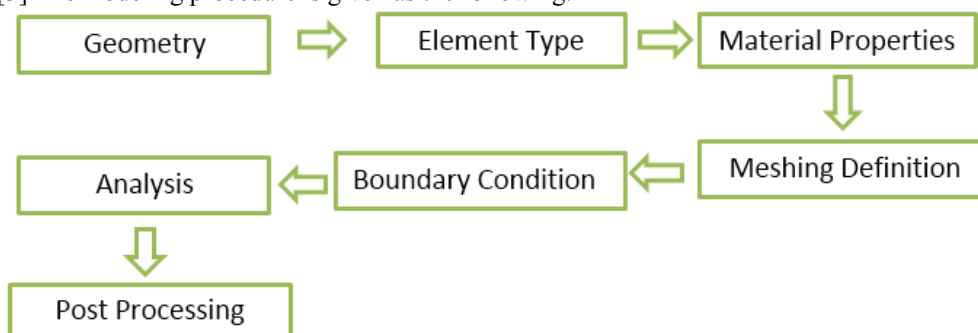 Geometry
Element Type
Material Properties
Meshing Definition
Boundary Condition
Analysis
Post Processing